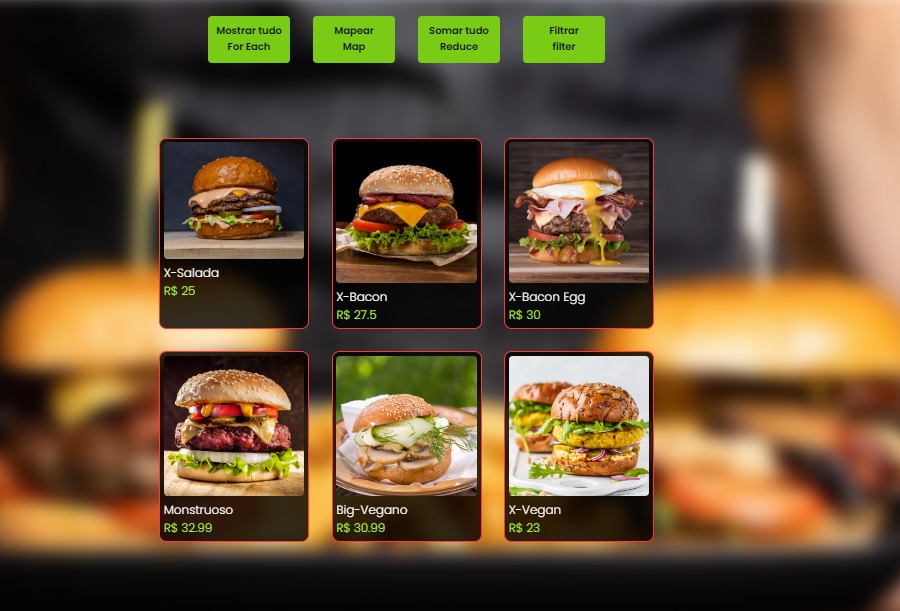 Mostrar tudo
For Each
Mapear
Map
Somar tudo
Reduce
Filtrar
filter
X-Salada
R$ 25
X-Bacon
R$ 27.5
X-Bacon Egg
R$ 30
Monstruoso
R$ 32.99
Big-Vegano
R$ 30.99
X-Vegan
R$ 23